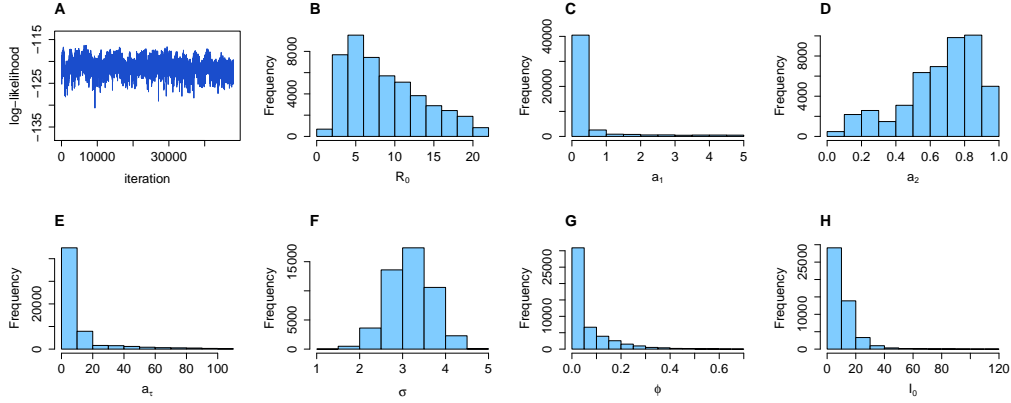 A
log−likelihood
−135
−125
−115
0
10000
30000
iteration
B
Frequency
0
4000
8000
0
5
10
15
20
R0
C
Frequency
0
20000
40000
0
1
2
3
4
5
a1
D
Frequency
0
4000
8000
0.0
0.2
0.4
0.6
0.8
1.0
a2
E
Frequency
0
20000
0
20
40
60
80
100
aτ
F
Frequency
0
5000
15000
1
2
3
4
5
σ
G
Frequency
0
10000
25000
0.0
0.2
0.4
0.6
ϕ
H
Frequency
0
10000
25000
0
20
40
60
80
120
I0